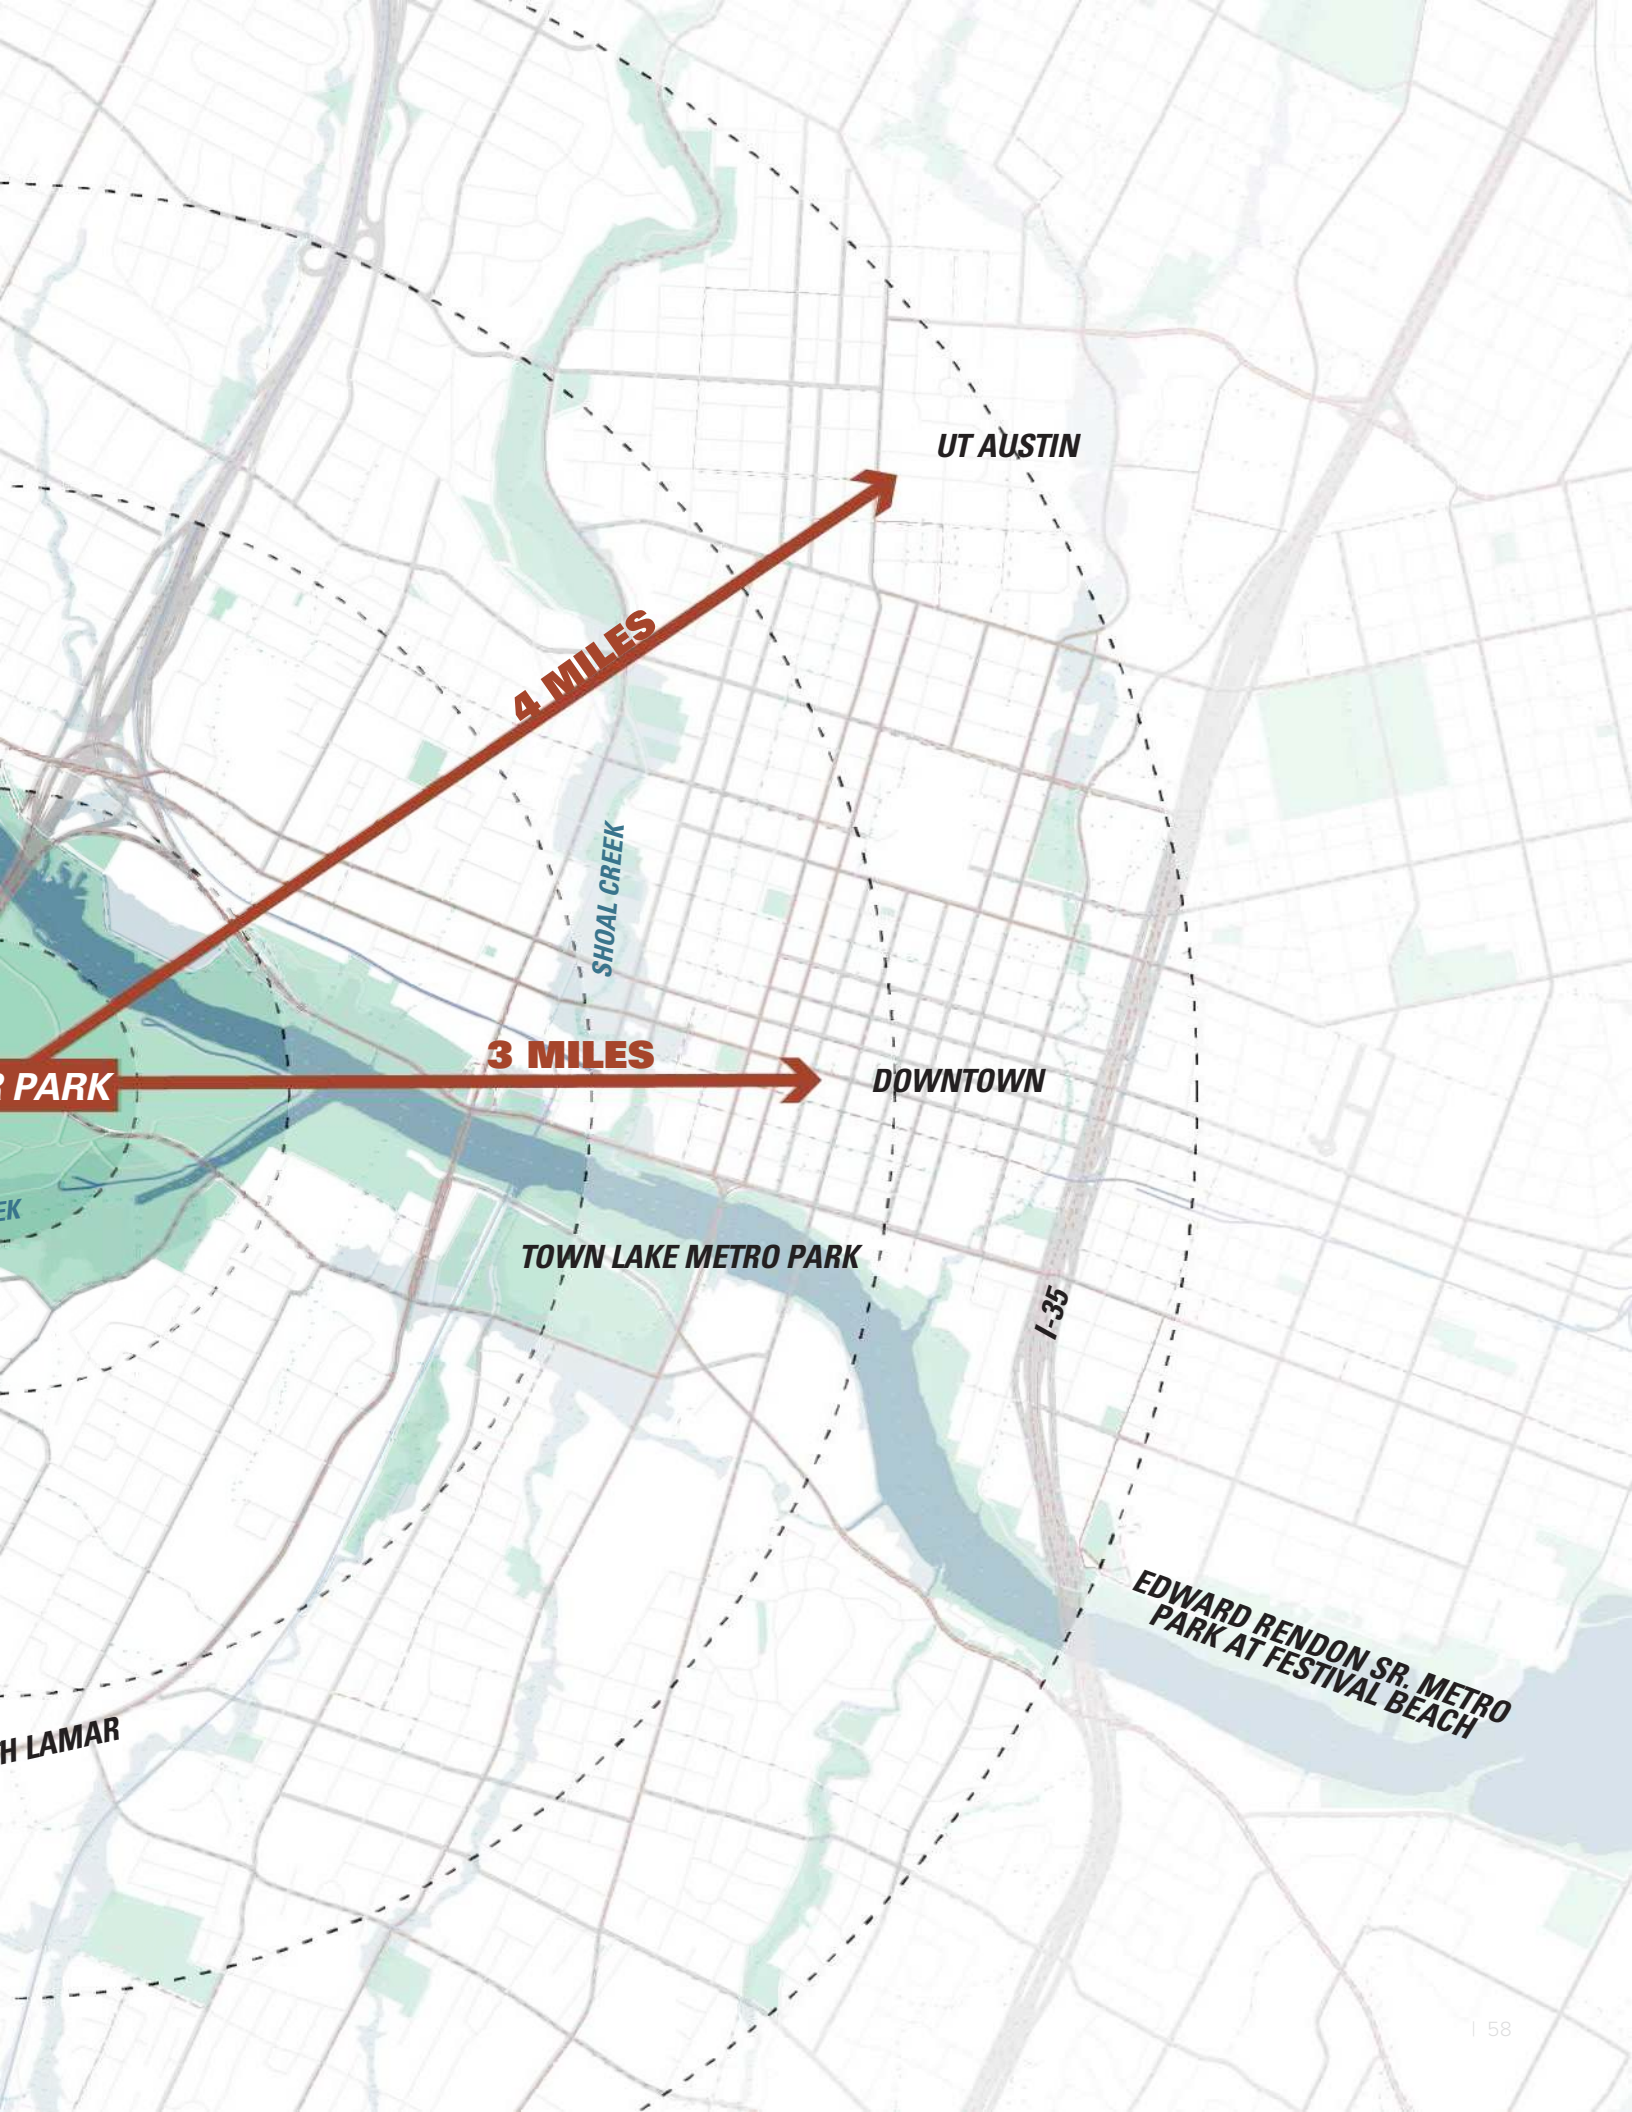 UT AUSTIN
4 MILES
SHOAL CREEK
3 MILES
R PARK
DOWNTOWN
EK
TOWN LAKE METRO PARK
I-35
EDWARD RENDON SR. METRO
PARK AT FESTIVAL BEACH
H LAMAR
| 58